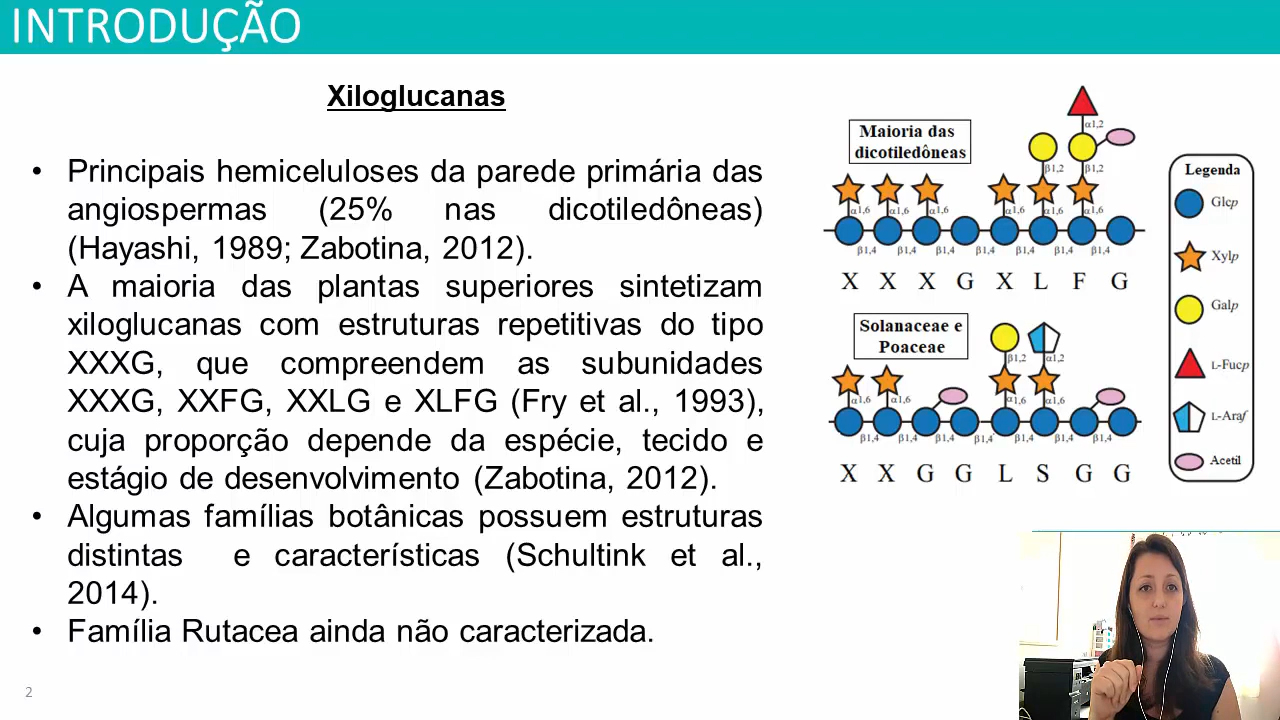 INTRODUÇÃO
Xiloglucanas
• Principais hemiceluloses da parede primária das
angiospermas (25% nas dicotiledôneas)
(Hayashi, 1989; Zabotina, 2012).
• A maioria das plantas superiores sintetizam
xiloglucanas com estruturas repetitivas do tipo
XXXG, que compreendem as subunidades
XXXG, XXFG, XXLG e XLFG (Fry et al., 1993),
cuja proporção depende da espécie, tecido e
estágio de desenvolvimento (Zabotina, 2012).
• Algumas famílias botânicas possuem estruturas
distintas e características (Schultink et al.,
2014).
• Família Rutacea ainda não caracterizada.
2
Maioria das
dicotiledôneas
α1,2
β1,2 β1,2
α1,6 α1,6 α1,6 α1,6 α1,6 α1,6
β1,4 β1,4 β1,4 β1,4 β1,4 β1,4 β1,4
X X X G X L F G
Solanaceae e
Poaceae
β1,2 α1,2
α1,6 α1,6 α1,6 α1,6
β1,4 β1,4 β1,4 β1,4 β1,4 β1,4 β1,4
X X G G L S G G
Legenda
Glcp
Xylp
Galp
L-Fucp
L-Araf
Acetil